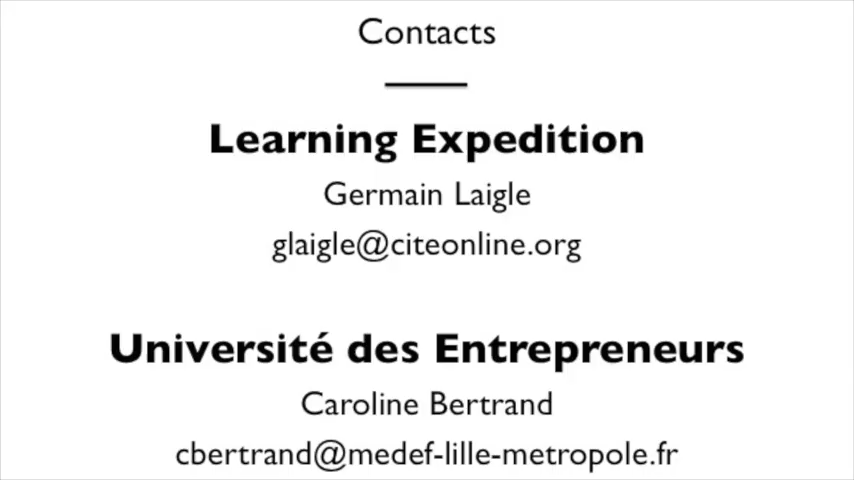 Contacts
Learning Expedition
Germain Laigle
glaigle@citeonline.org
Université des Entrepreneurs
Caroline Bertrand
cbertrand@medef-lille-metropole.fr